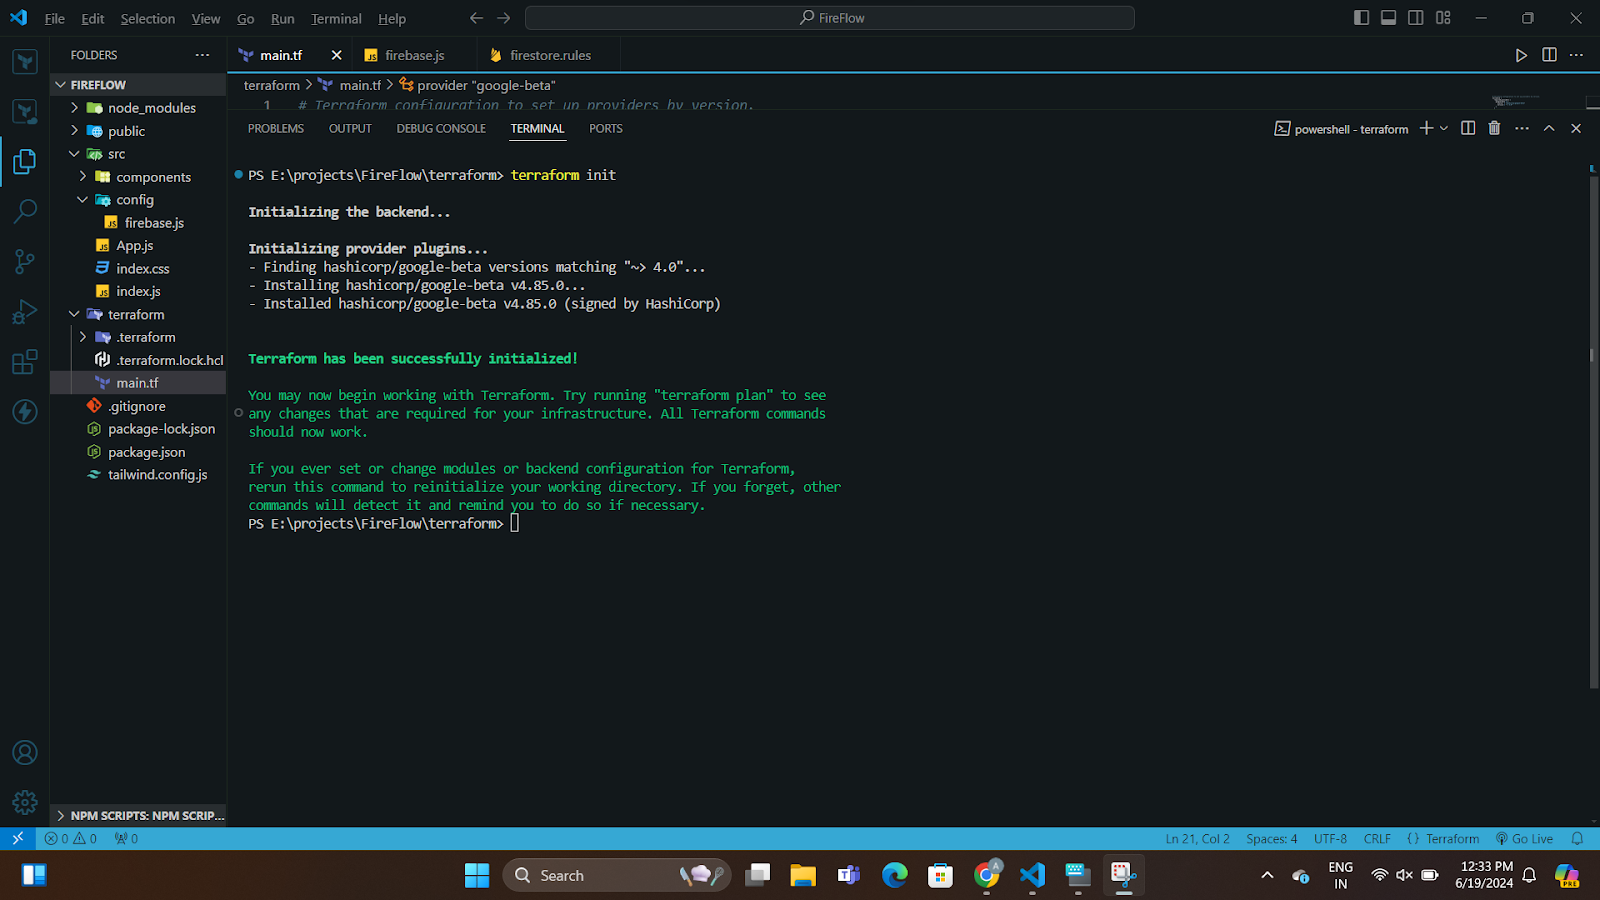 File Edit Selection View Go Run Terminal Help
FireFlow
FOLDERS
main.tf
firebase.js
firestore.rules
FIREFLOW
node_modules
public
src
components
config
firebase.js
App.js
index.css
index.js
terraform
.terraform
.terraform.lock.hcl
main.tf
.gitignore
package-lock.json
package.json
tailwind.config.js
NPM SCRIPTS: NPM SCRIP...
terraform > main.tf > provider "google-beta"
1 # Terraform configuration to set up providers by version.
PROBLEMS OUTPUT DEBUG CONSOLE TERMINAL PORTS
powershell - terraform
PS E:\projects\FireFlow\terraform> terraform init
Initializing the backend...
Initializing provider plugins...
- Finding hashicorp/google-beta versions matching "~> 4.0"...
- Installing hashicorp/google-beta v4.85.0...
- Installed hashicorp/google-beta v4.85.0 (signed by HashiCorp)
Terraform has been successfully initialized!
You may now begin working with Terraform. Try running "terraform plan" to see
any changes that are required for your infrastructure. All Terraform commands
should now work.
If you ever set or change modules or backend configuration for Terraform,
rerun this command to reinitialize your working directory. If you forget, other
commands will detect it and remind you to do so if necessary.
PS E:\projects\FireFlow\terraform>
0 0 0
Ln 21, Col 2 Spaces: 4 UTF-8 CRLF {} Terraform Go Live
Search
ENG
IN
12:33 PM
6/19/2024
PRE